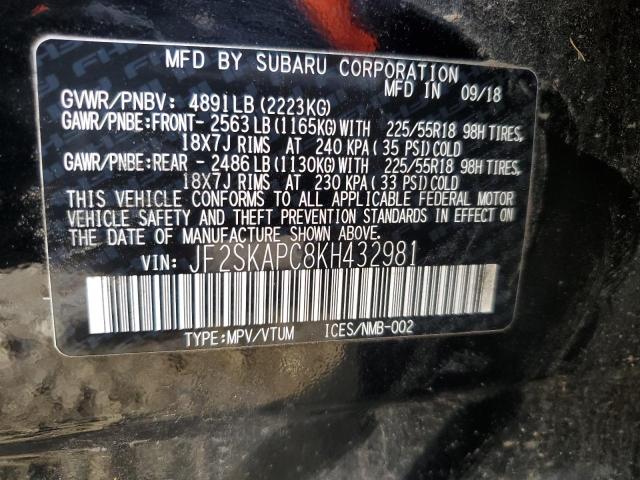 MFD BY SUBARU CORPORATION
MFD IN 09/18
GVWR/PNBV: 4891LB (2223KG)
GAWR/PNBE:FRONT- 2563LB (1165KG)WITH 225/55R18 98H TIRES,
18X7J RIMS AT 240 KPA (35 PSI)COLD
GAWR/PNBE:REAR - 2486LB (1130KG)WITH 225/55R18 98H TIRES,
18X7J RIMS AT 230 KPA (33 PSI)COLD
THIS VEHICLE CONFORMS TO ALL APPLICABLE FEDERAL MOTOR
VEHICLE SAFETY AND THEFT PREVENTION STANDARDS IN EFFECT ON
THE DATE OF MANUFACTURE SHOWN ABOVE.
VIN: JF2SKAPC8KH432981
TYPE:MPV/VTUM ICES/NMB-002